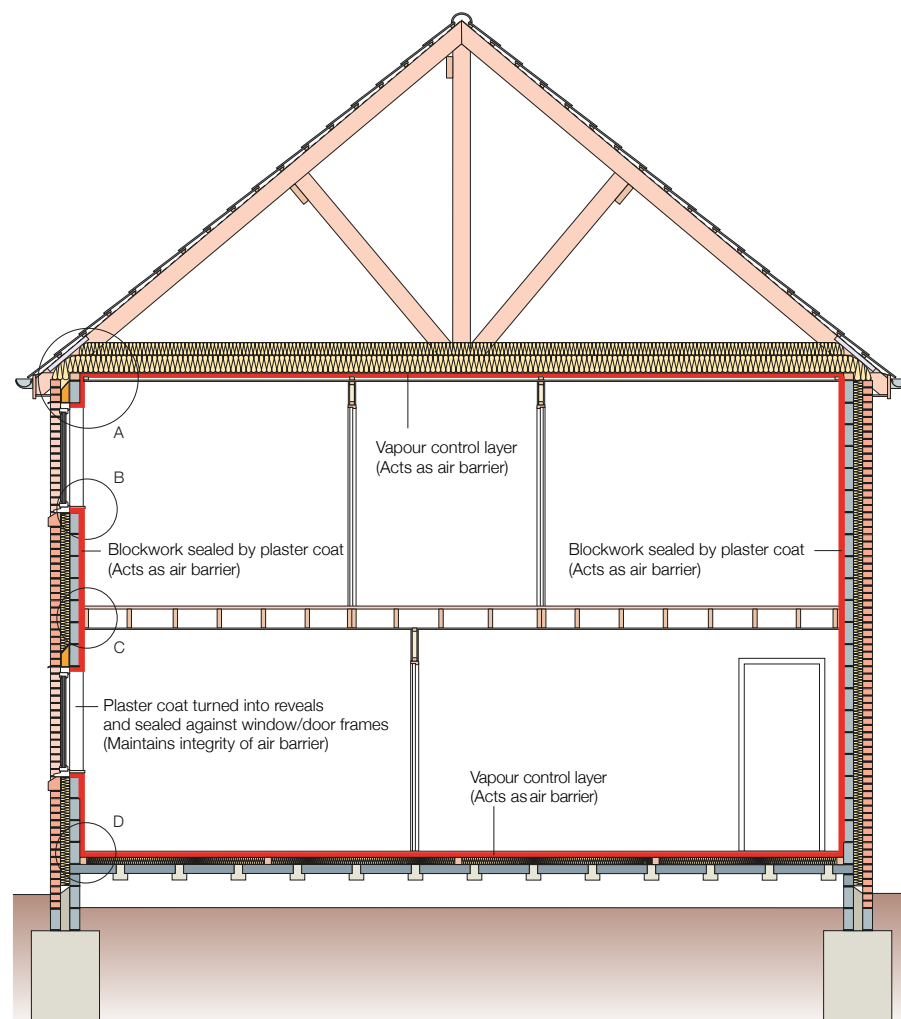 A
Vapour control layer
(Acts as air barrier)
B
Blockwork sealed by plaster coat
(Acts as air barrier)
Blockwork sealed by plaster coat
(Acts as air barrier)
C
Plaster coat turned into reveals
and sealed against window/door frames
(Maintains integrity of air barrier)
Vapour control layer
(Acts as air barrier)
D